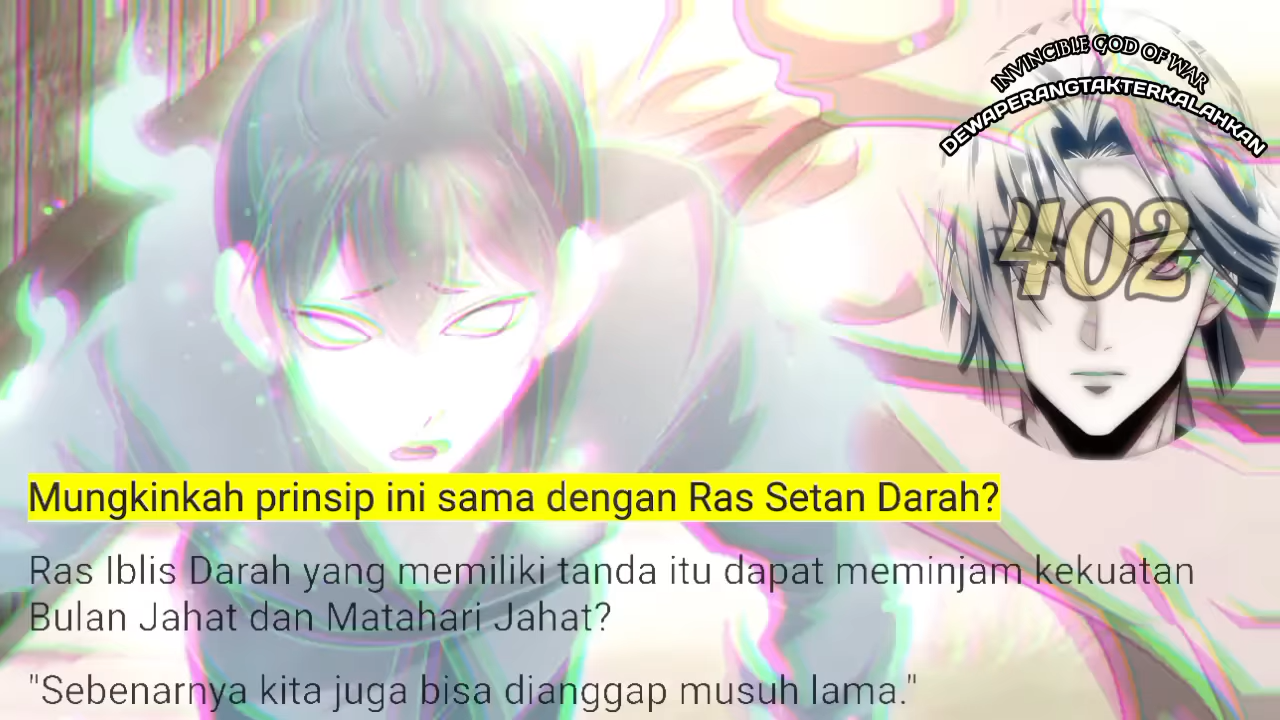 INVINCIBLE GOD OF WAR
DEWAPERANGTAKTERKALAHKAN
402
Mungkinkah prinsip ini sama dengan Ras Setan Darah?
Ras Iblis Darah yang memiliki tanda itu dapat meminjam kekuatan
Bulan Jahat dan Matahari Jahat?
"Sebenarnya kita juga bisa dianggap musuh lama."